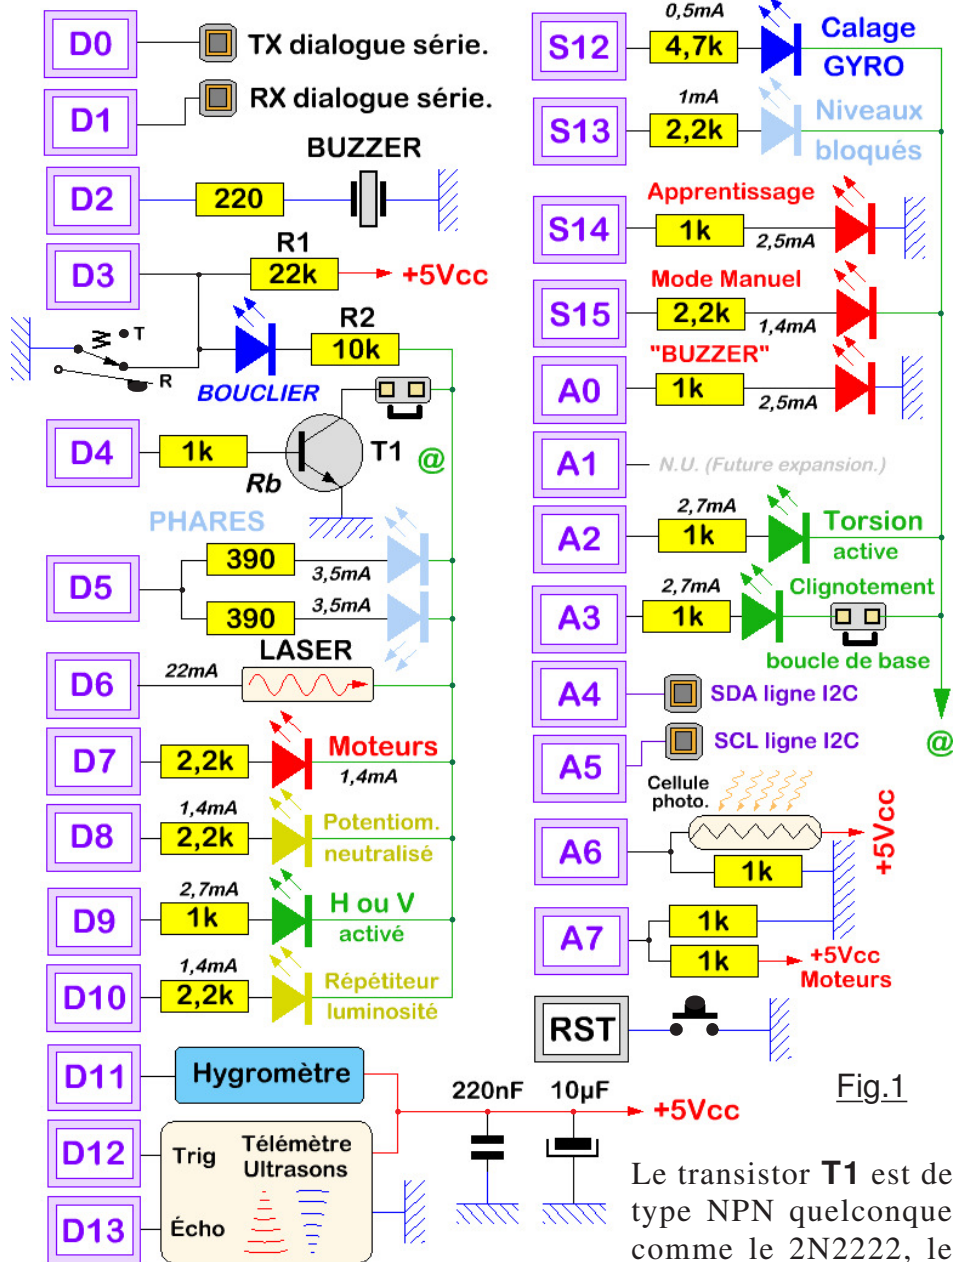 D0
TX dialogue série.
D1
RX dialogue série.
BUZZER
D2
220
R1
D3
22k
+5Vcc
R2
T
10k
R
BOUCLIER
D4
1k
T1
@
Rb
PHARES
D5
390
3,5mA
390
3,5mA
LASER
D6
22mA
D7
2,2k
Moteurs
1,4mA
1,4mA
D8
2,2k
Potentiom.
neutralisé
2,7mA
D9
1k
H ou V
activé
1,4mA
D10
2,2k
Répétiteur
luminosité
D11
Hygromètre
220nF
10µF
+5Vcc
D12
Trig
Télémètre
Ultrasons
D13
Écho
0,5mA
S12
4,7k
Calage
GYRO
1mA
S13
2,2k
Niveaux
bloqués
Apprentissage
S14
1k
2,5mA
Mode Manuel
S15
2,2k
1,4mA
"BUZZER"
A0
1k
2,5mA
A1
N.U. (Future expansion.)
2,7mA
A2
1k
Torsion
active
2,7mA
Clignotement
A3
1k
boucle de base
A4
SDA ligne I2C
A5
SCL ligne I2C
@
Cellule
photo.
A6
+5Vcc
1k
A7
1k
1k
+5Vcc
Moteurs
RST
Fig.1
Le transistor T1 est de
type NPN quelconque
comme le 2N2222, le